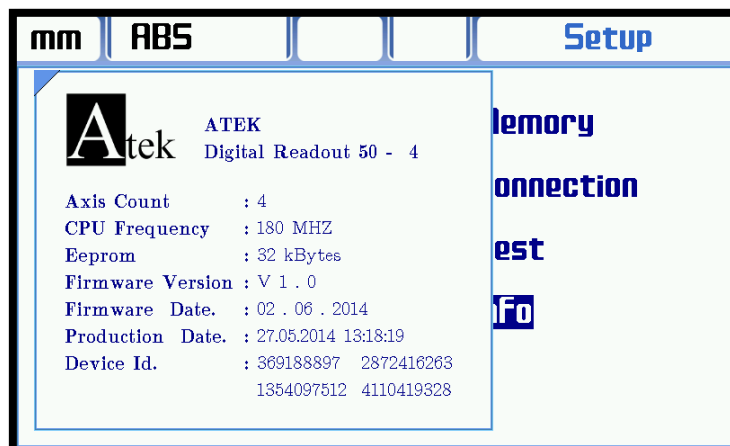 mm ABS Setup
Atek
ATEK
Digital Readout 50 - 4
Axis Count : 4
CPU Frequency : 180 MHZ
Eeprom : 32 kBytes
Firmware Version : V 1 . 0
Firmware Date. : 02 . 06 . 2014
Production Date. : 27.05.2014 13:18:19
Device Id. : 369188897 2872416263
1354097512 4110419328
lemory
onnection
est
nfo